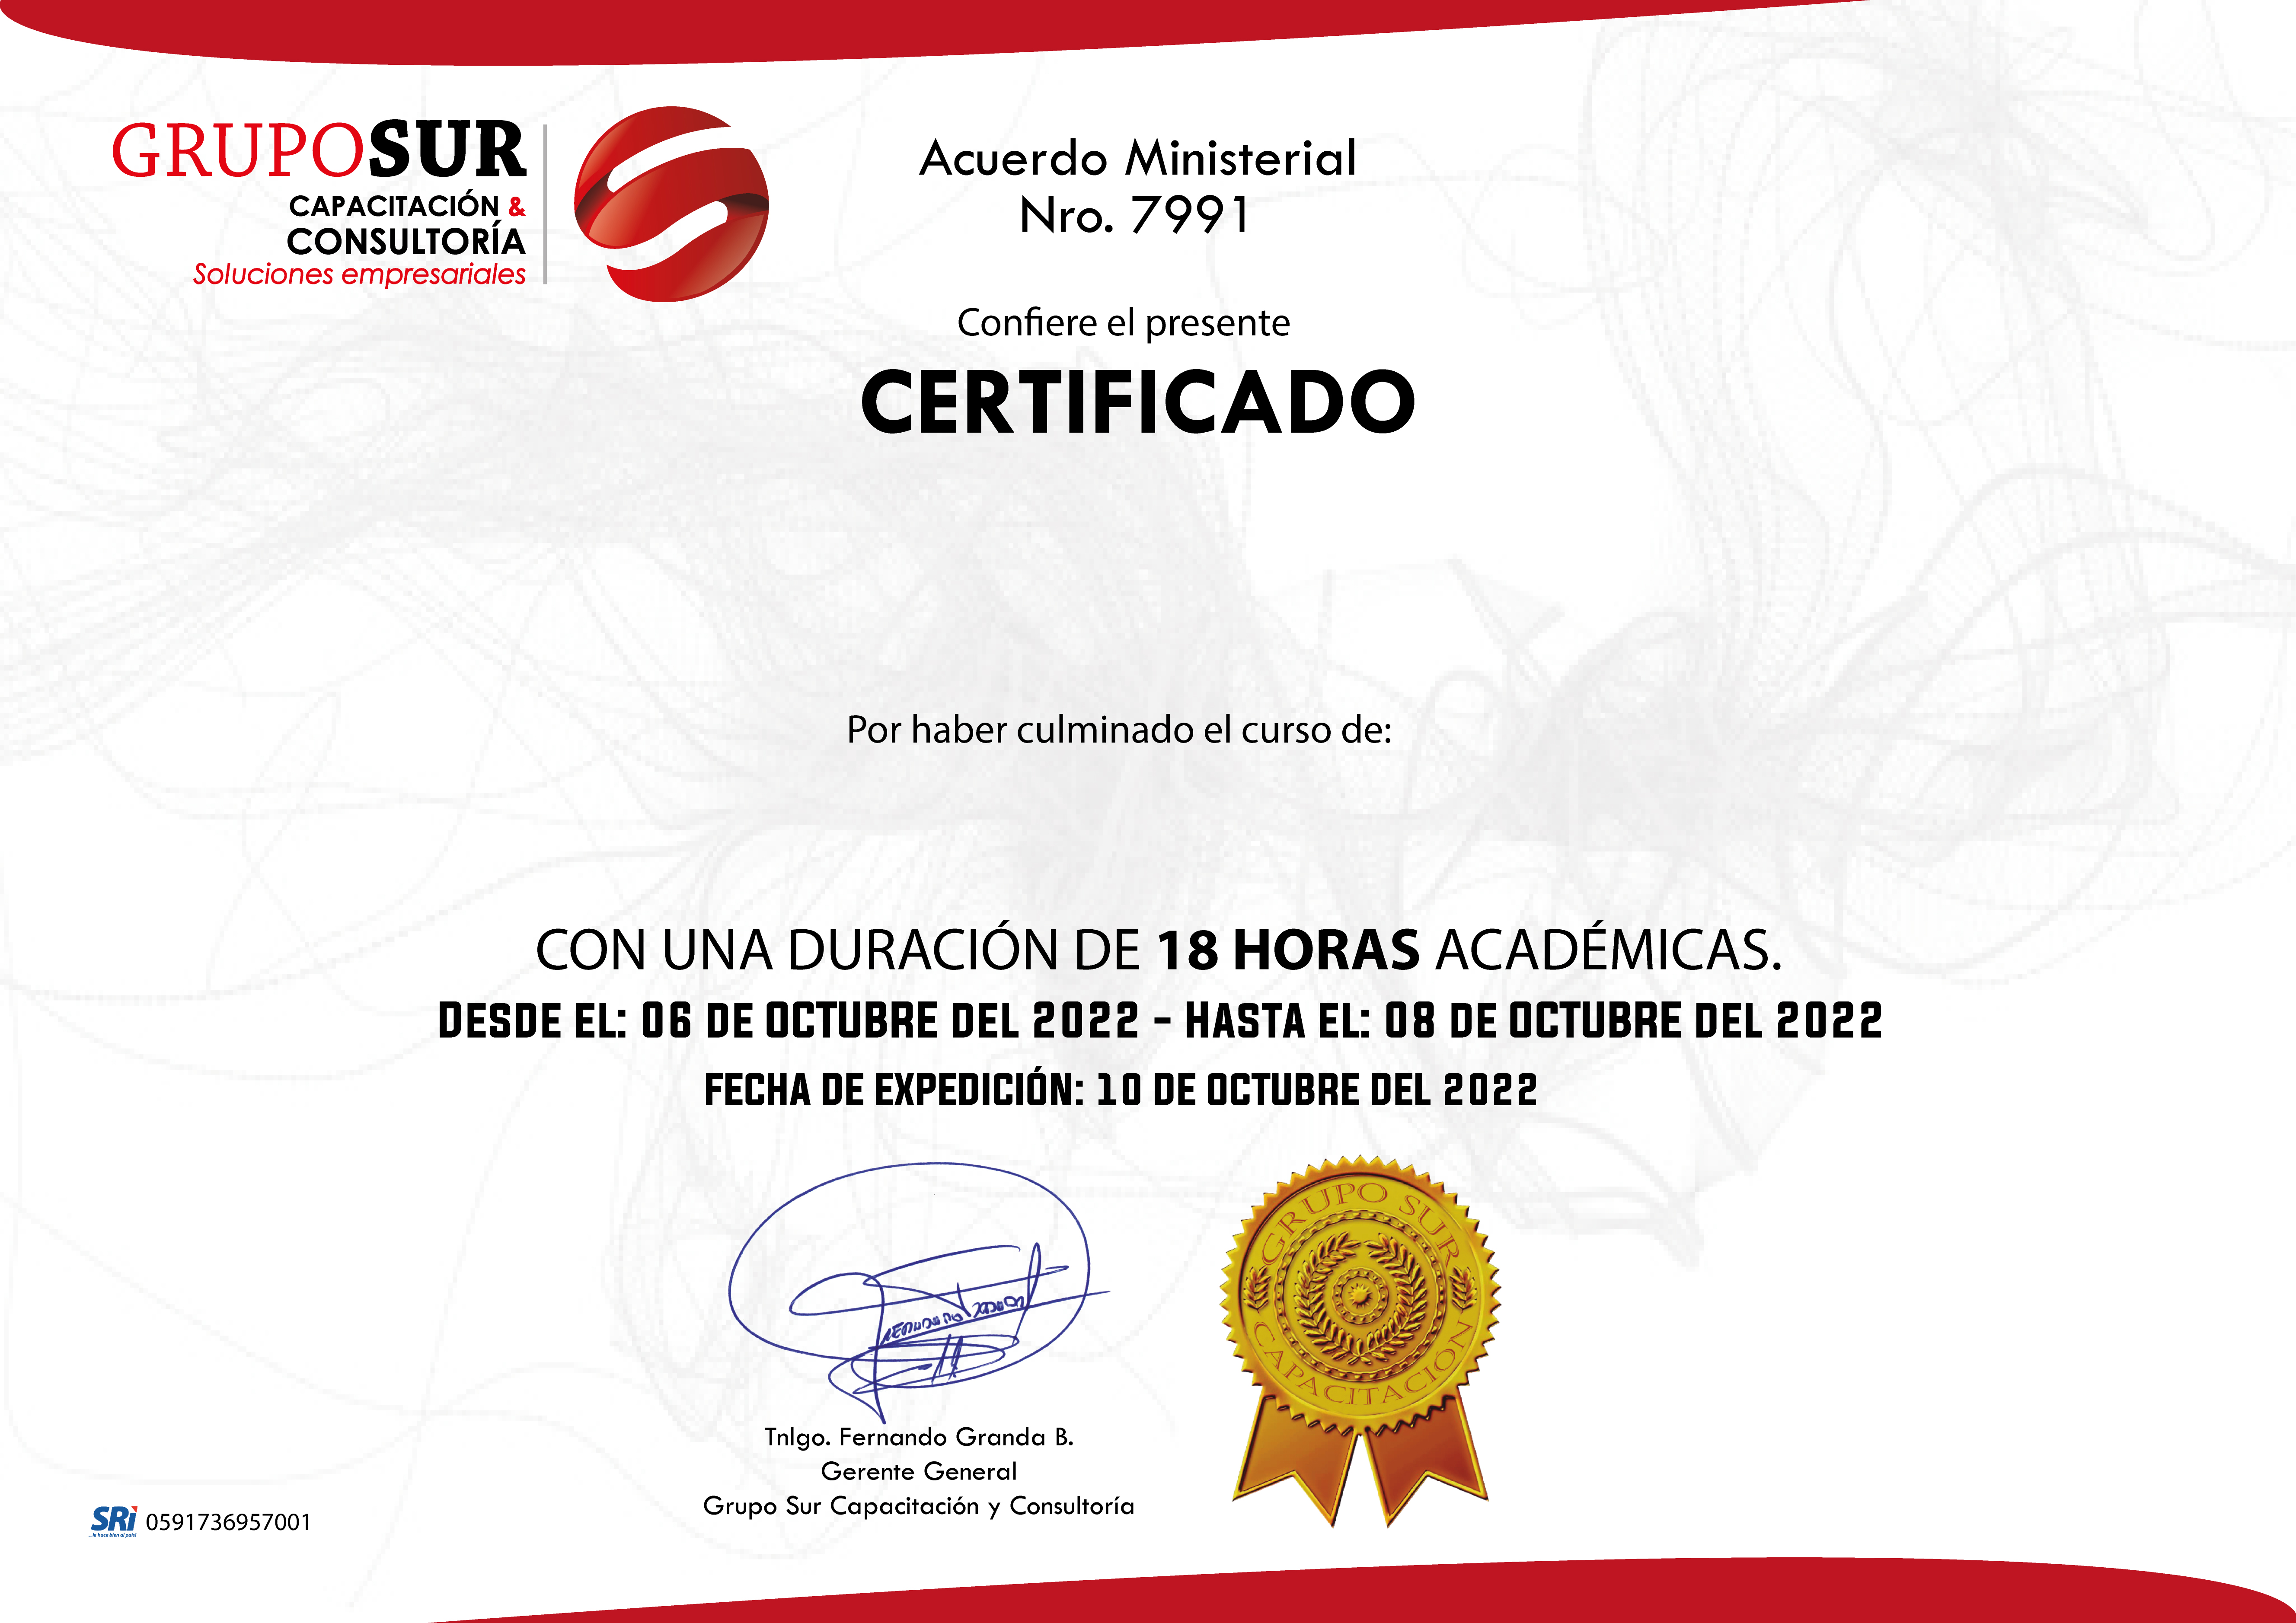 GRUPOSUR
CAPACITACIÓN &
CONSULTORÍA
Soluciones empresariales
Acuerdo Ministerial
Nro. 7991
Confiere el presente
CERTIFICADO
Por haber culminado el curso de:
CON UNA DURACIÓN DE 18 HORAS ACADÉMICAS.
DESDE EL: 06 DE OCTUBRE DEL 2022 - HASTA EL: 08 DE OCTUBRE DEL 2022
FECHA DE EXPEDICIÓN: 10 DE OCTUBRE DEL 2022
GRUPO SUR
CAPACITACIÓN
Tnlgo. Fernando Granda B.
Gerente General
Grupo Sur Capacitación y Consultoría
SRi 0591736957001
...le hace bien al país!